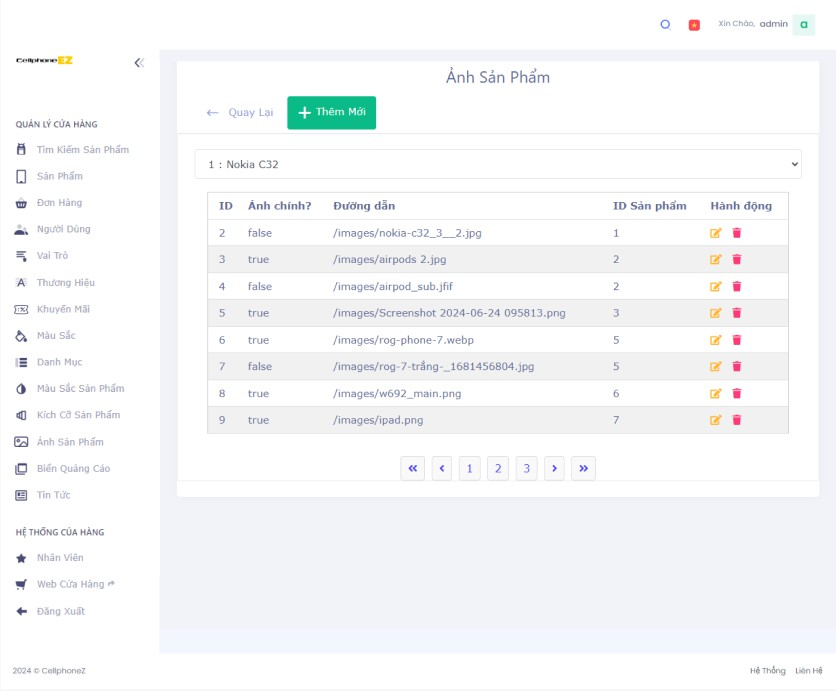 Xin Chào, admin a
CellphoneEZ
Ảnh Sản Phẩm
Quay Lại
Thêm Mới
QUẢN LÝ CỬA HÀNG
Tìm Kiếm Sản Phẩm
Sản Phẩm
Đơn Hàng
Người Dùng
Vai Trò
Thương Hiệu
Khuyến Mãi
Màu Sắc
Danh Mục
Màu Sắc Sản Phẩm
Kích Cỡ Sản Phẩm
Ảnh Sản Phẩm
Biển Quảng Cáo
Tin Tức
HỆ THỐNG CỦA HÀNG
Nhân Viên
Web Cửa Hàng
Đăng Xuất
1 : Nokia C32
ID Ảnh chính? Đường dẫn ID Sản phẩm Hành động
2 false /images/nokia-c32_3__2.jpg 1
3 true /images/airpods 2.jpg 2
4 false /images/airpod_sub.jfif 2
5 true /images/Screenshot 2024-06-24 095813.png 3
6 true /images/rog-phone-7.webp 5
7 false /images/rog-7-trắng-_1681456804.jpg 5
8 true /images/w692_main.png 6
9 true /images/ipad.png 7
« ‹ 1 2 3 › »
2024 © CellphoneZ
Hệ Thống Liên Hệ